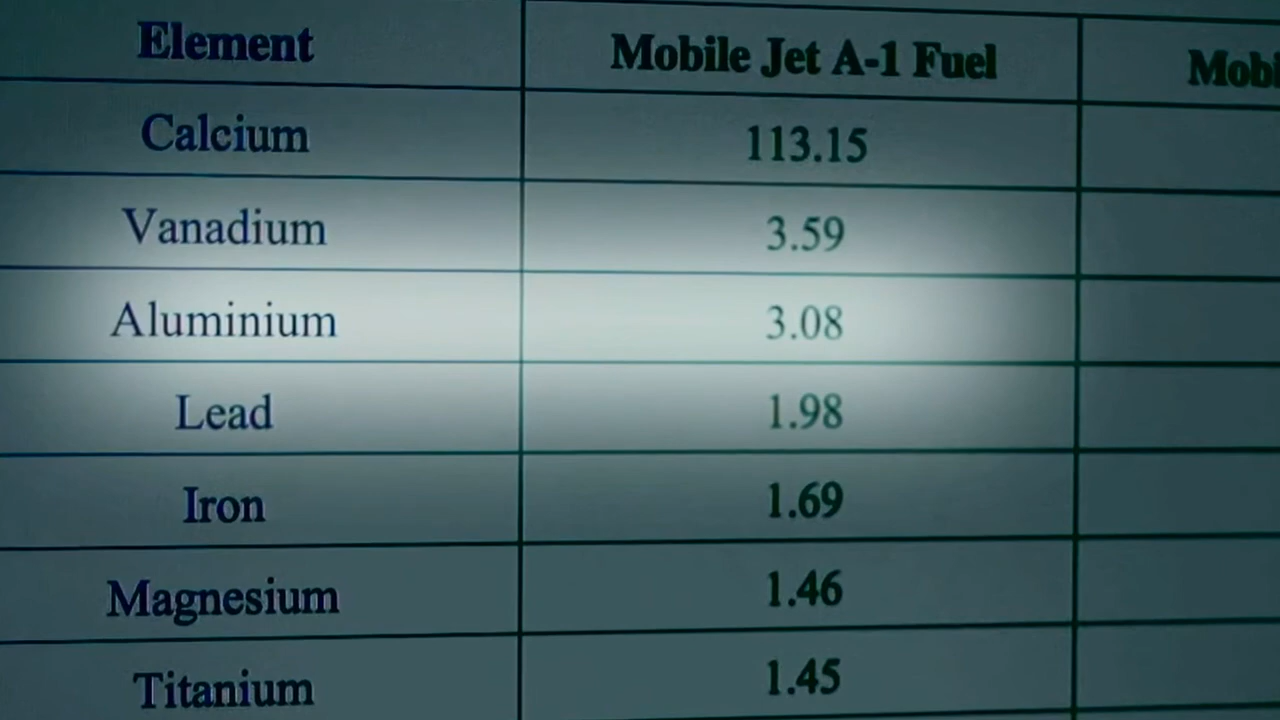 Element Mobile Jet A-1 Fuel Mobi
Calcium 113.15
Vanadium 3.59
Aluminium 3.08
Lead 1.98
Iron 1.69
Magnesium 1.46
Titanium 1.45